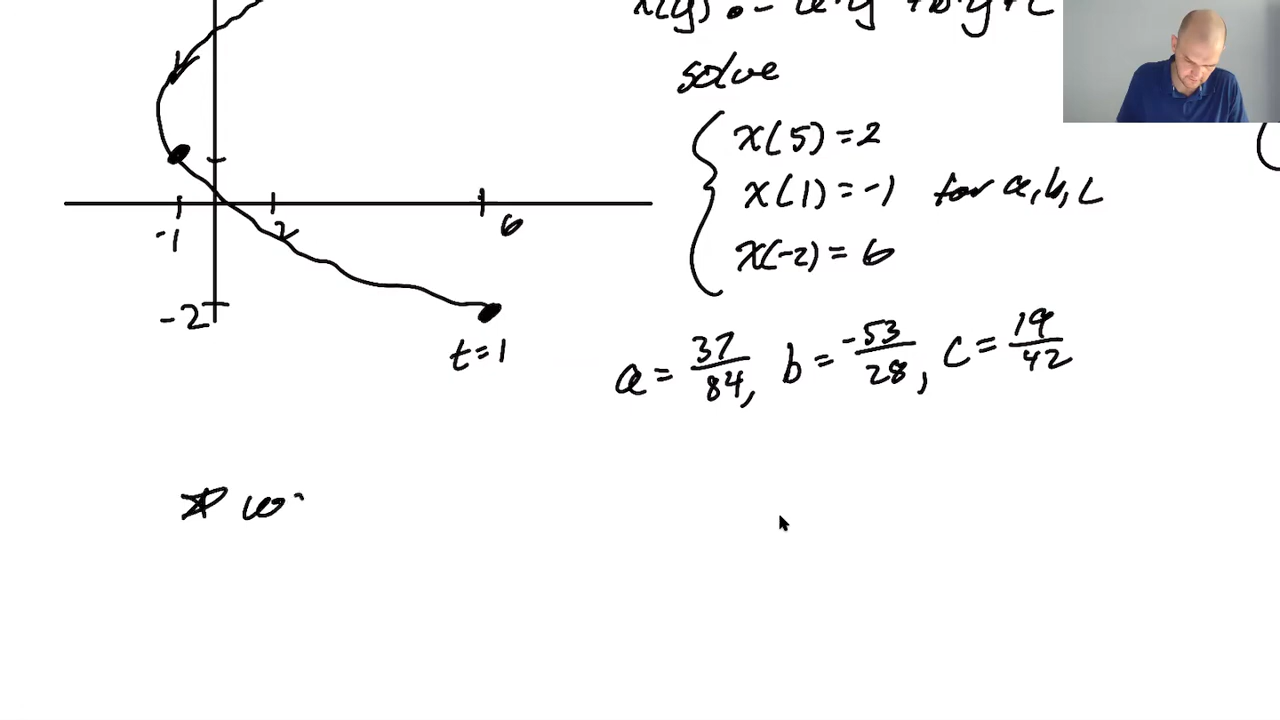 x(y) := a·y² + b·y + c
solve
x(5) = 2
x(1) = -1 for a, b, c
x(-2) = 6
-1 2 6
-2
t = 1
a = 37/84, b = -53/28, c = 19/42